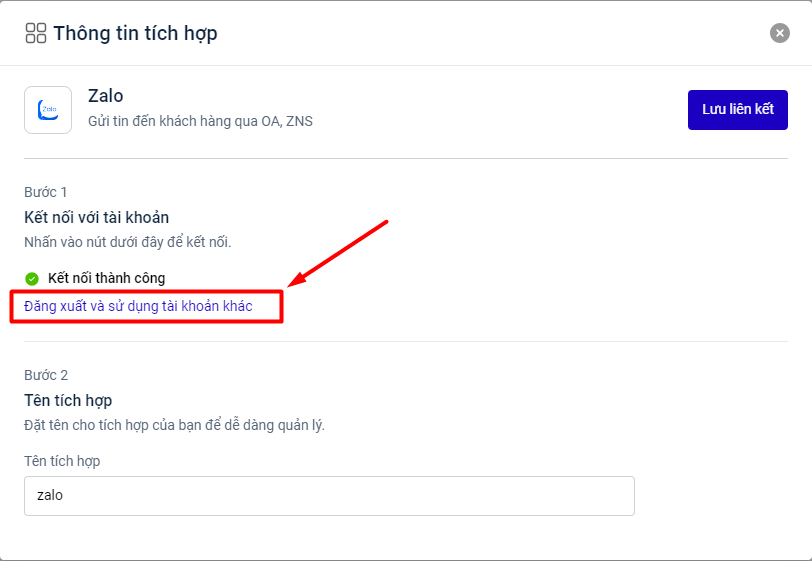 Thông tin tích hợp
Zalo
Zalo
Gửi tin đến khách hàng qua OA, ZNS
Lưu liên kết
Bước 1
Kết nối với tài khoản
Nhấn vào nút dưới đây để kết nối.
Kết nối thành công
Đăng xuất và sử dụng tài khoản khác
Bước 2
Tên tích hợp
Đặt tên cho tích hợp của bạn để dễ dàng quản lý.
Tên tích hợp
zalo